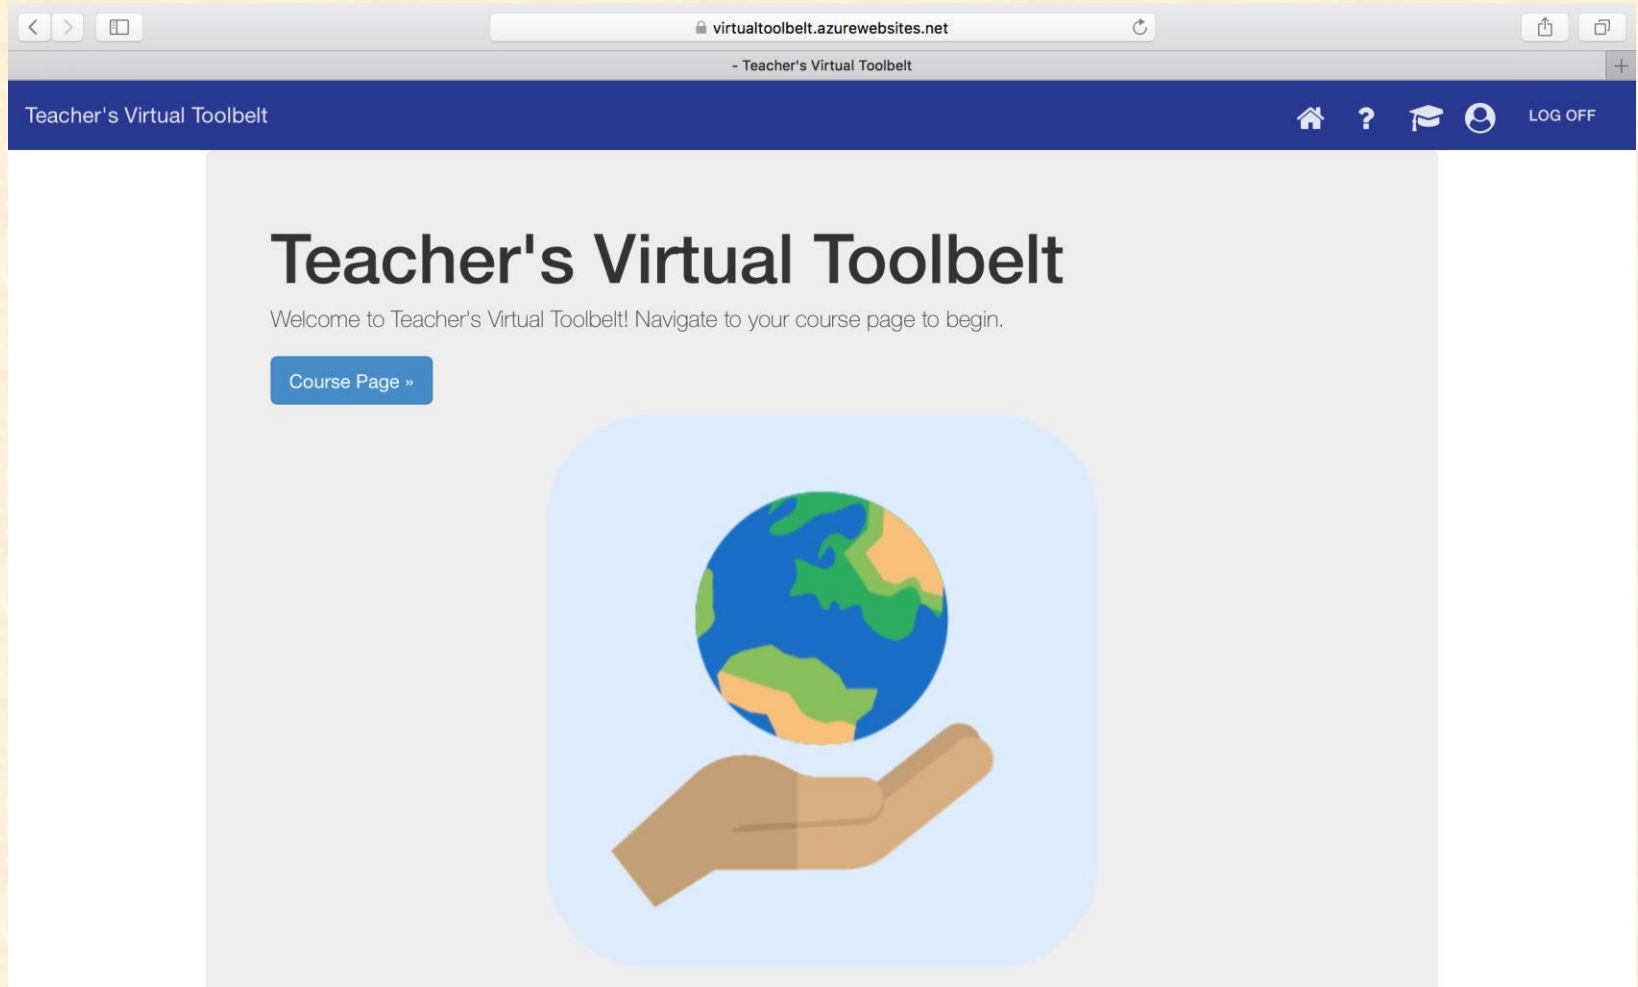 virtualtoolbelt.azurewebsites.net
- Teacher's Virtual Toolbelt
Teacher's Virtual Toolbelt
? LOG OFF
Teacher's Virtual Toolbelt
Welcome to Teacher's Virtual Toolbelt! Navigate to your course page to begin.
Course Page »